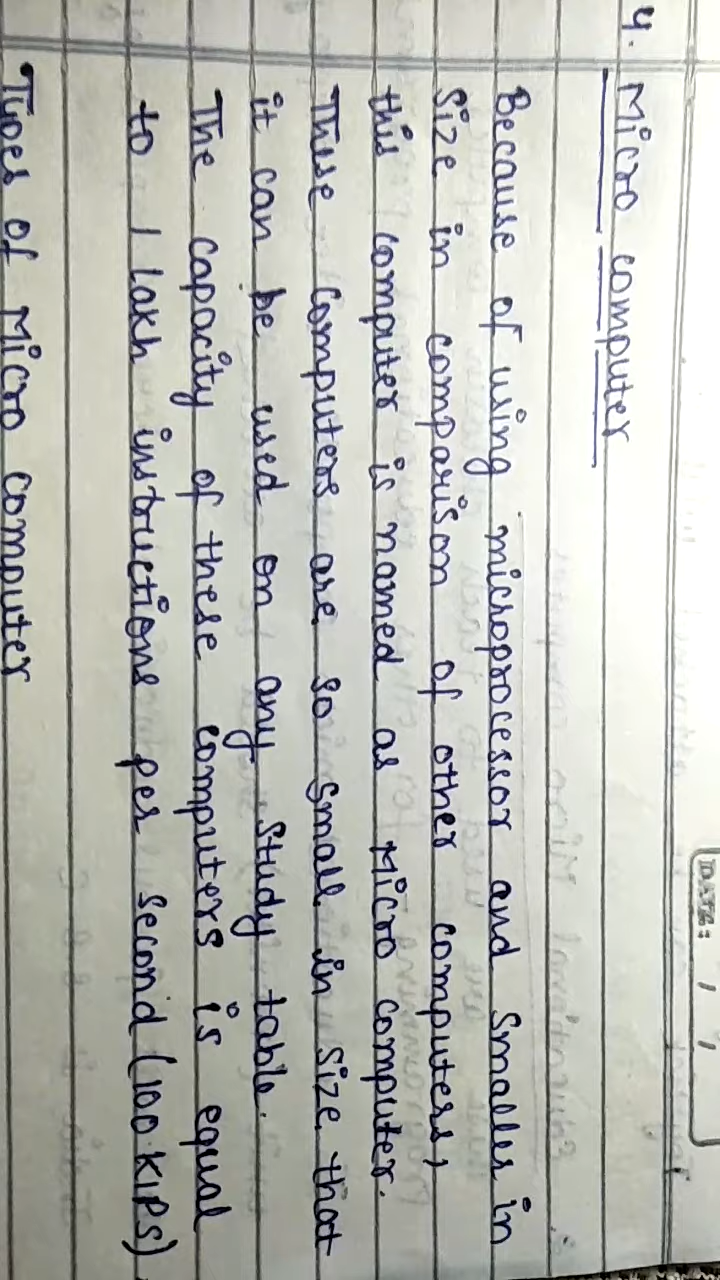 DATE: / /
4. Micro computer
Because of using microprocessor and smaller in
size in comparison of other computers,
this computer is named as Micro computer.
These computers are so small in size that
it can be used on any study table.
The capacity of these computers is equal
to 1 lakh instructions per second (100 KIPS)
Types of Micro computer